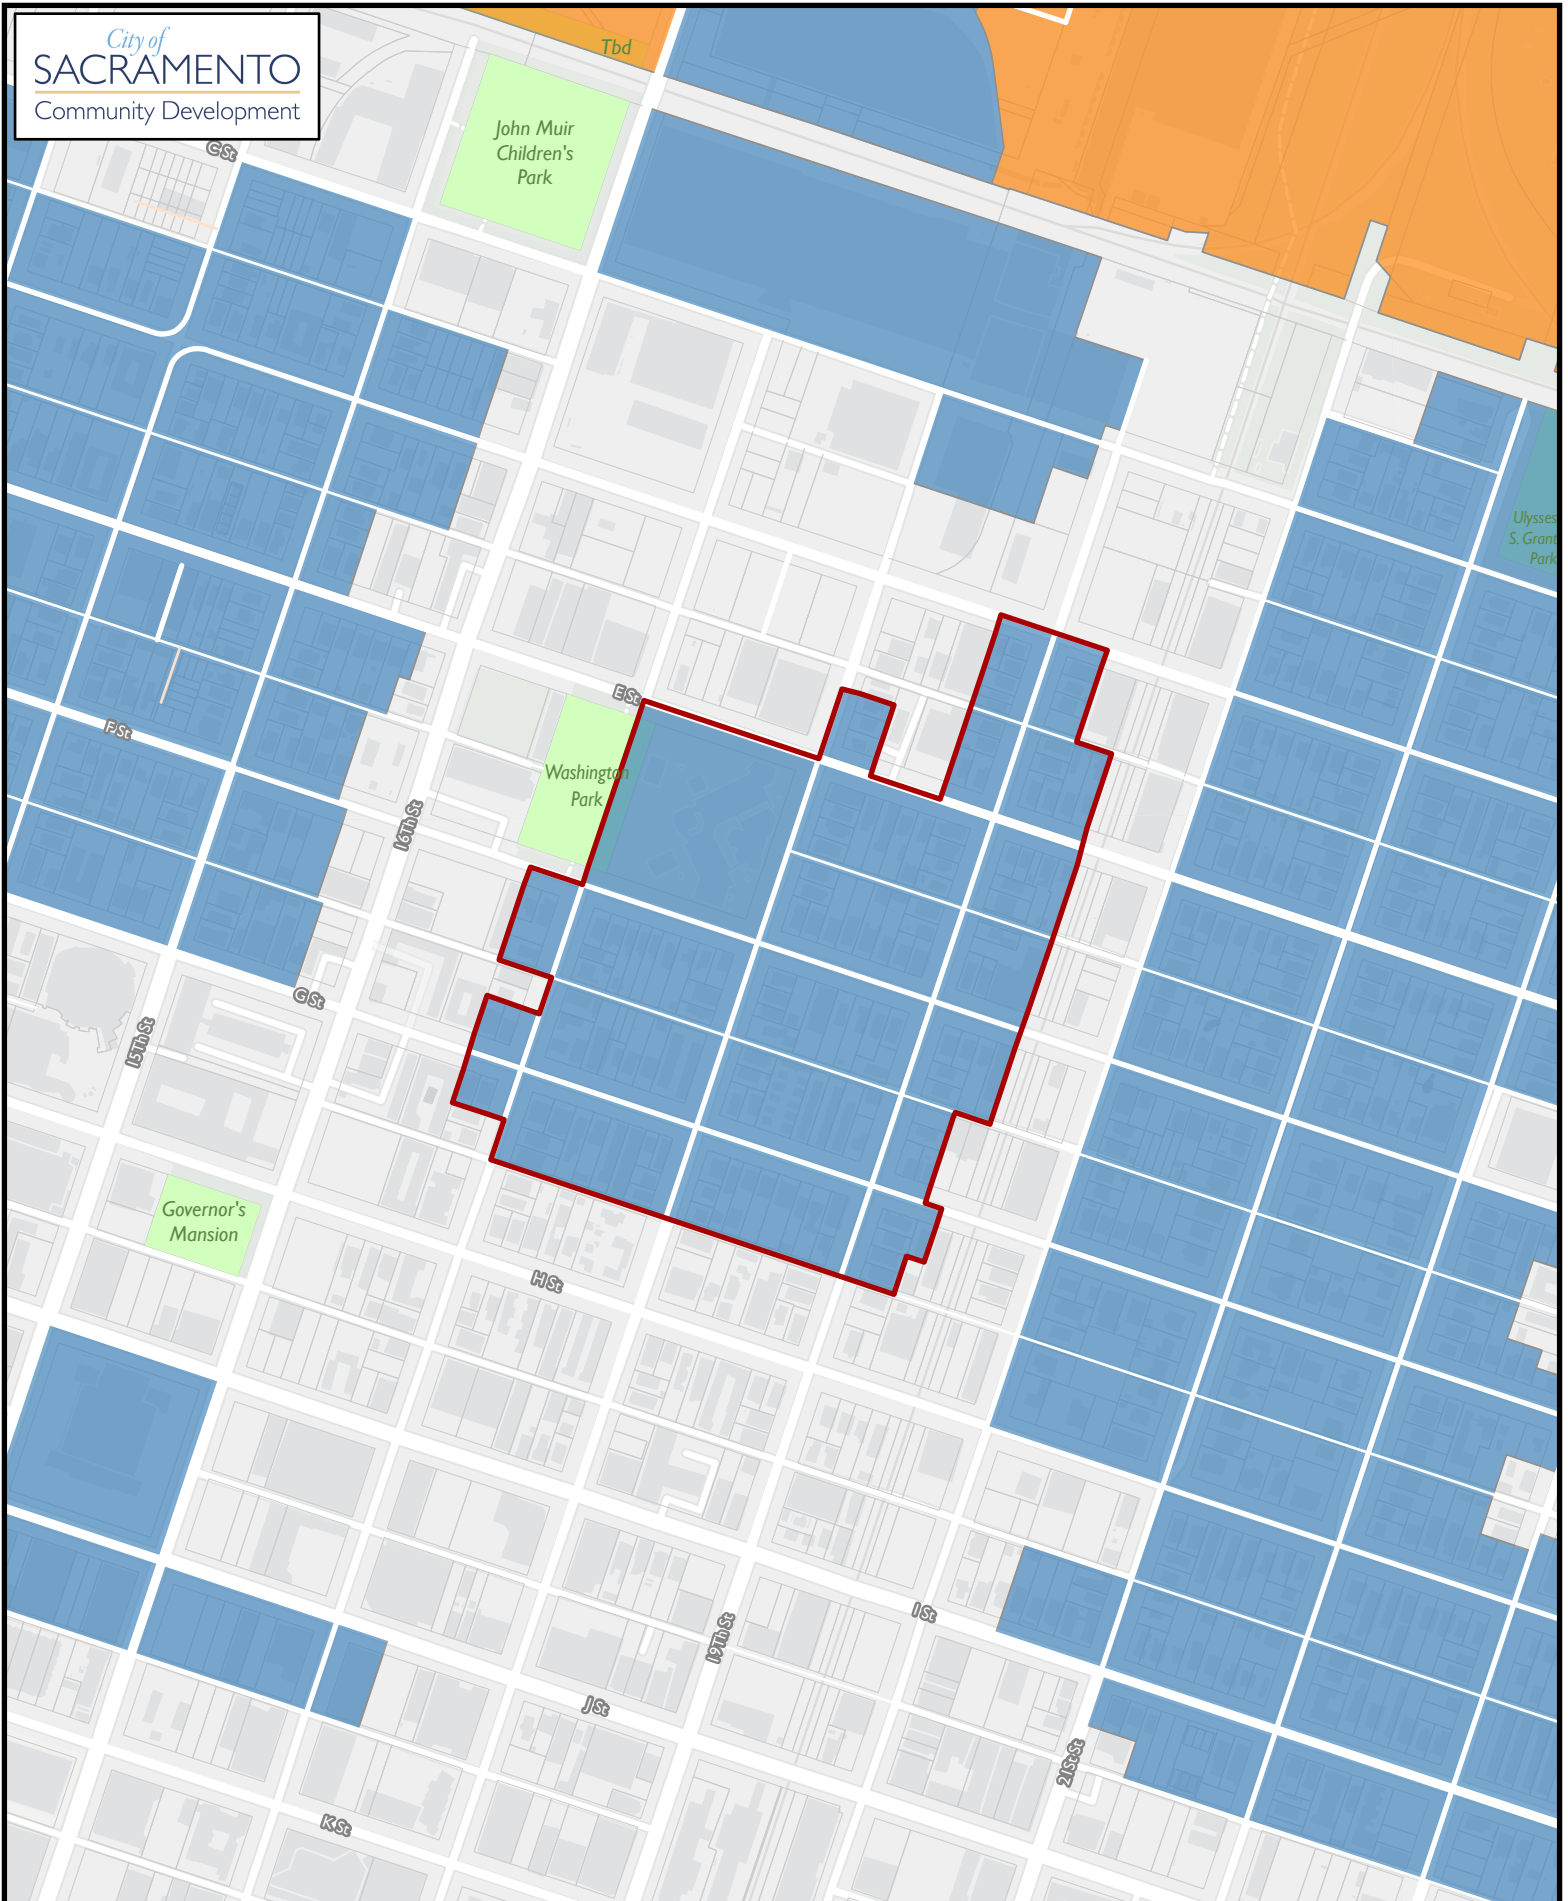 City of
SACRAMENTO
Community Development
Tbd
John Muir
Children's
Park
C St
Ulysses
S. Grant
Park
E St
F St
Washington
Park
16Th St
G St
15Th St
Governor's
Mansion
H St
I St
19Th St
J St
21St St
K St